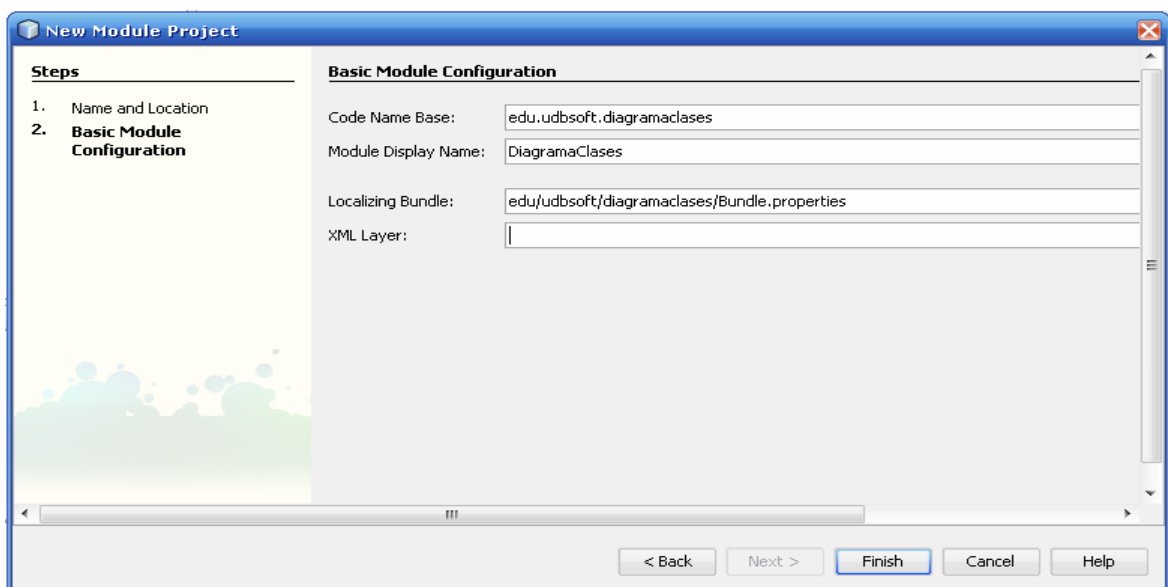 New Module Project
Steps
1. Name and Location
2. Basic Module
Configuration
Basic Module Configuration
Code Name Base: edu.udbsoft.diagramaclases
Module Display Name: DiagramaClases
Localizing Bundle: edu/udbsoft/diagramaclases/Bundle.properties
XML Layer:
< Back Next > Finish Cancel Help